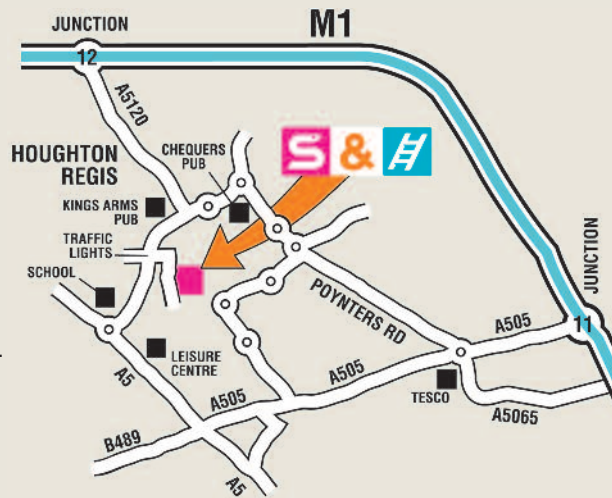 JUNCTION
12
M1
A5120
HOUGHTON
REGIS
CHEQUERS
PUB
S &
KINGS ARMS
PUB
TRAFFIC
LIGHTS
SCHOOL
POYNTERS RD
JUNCTION
11
A505
LEISURE
CENTRE
A5
A505
A505
TESCO
A5065
B489
A5